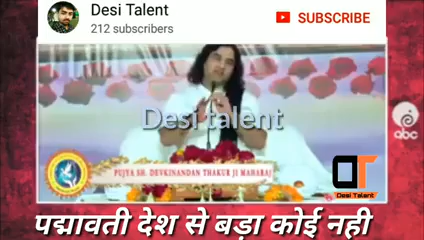 Desi Talent
212 subscribers
SUBSCRIBE
Desi talent
abc
PUJYA SH. DEVKINANDAN THAKUR JI MAHARAJ
Desi Talent
पद्मावती देश से बड़ा कोई नही